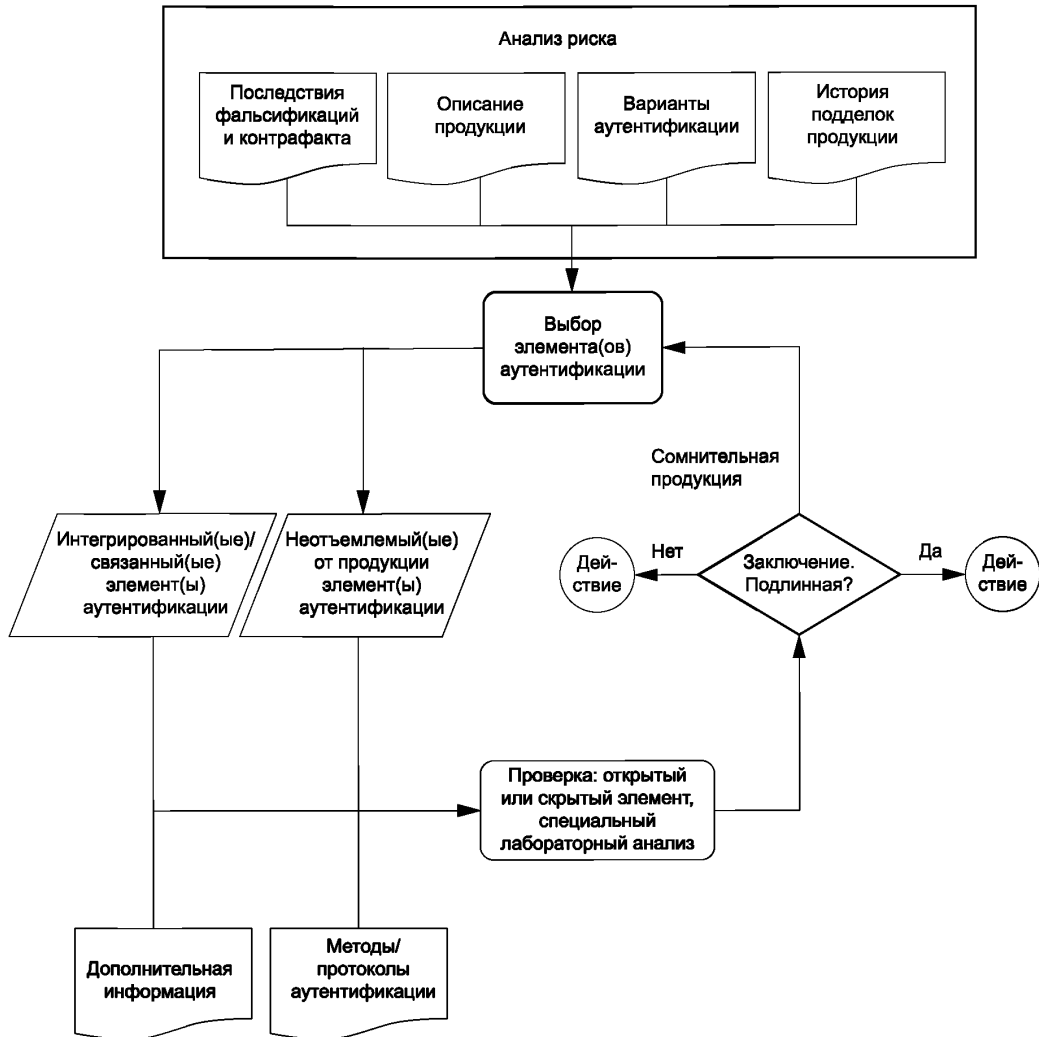 Анализ риска
Последствия
фальсификаций
и контрафакта
Описание
продукции
Варианты
аутентификации
История
подделок
продукции
Выбор
элемента(ов)
аутентификации
Сомнительная
продукция
Интегрированный(ые)/
связанный(ые)
элемент(ы)
аутентификации
Неотъемлемый(ые)
от продукции
элемент(ы)
аутентификации
Дей-
ствие
Нет
Заключение.
Подлинная?
Да
Дей-
ствие
Проверка: открытый
или скрытый элемент,
специальный
лабораторный анализ
Дополнительная
информация
Методы/
протоколы
аутентификации